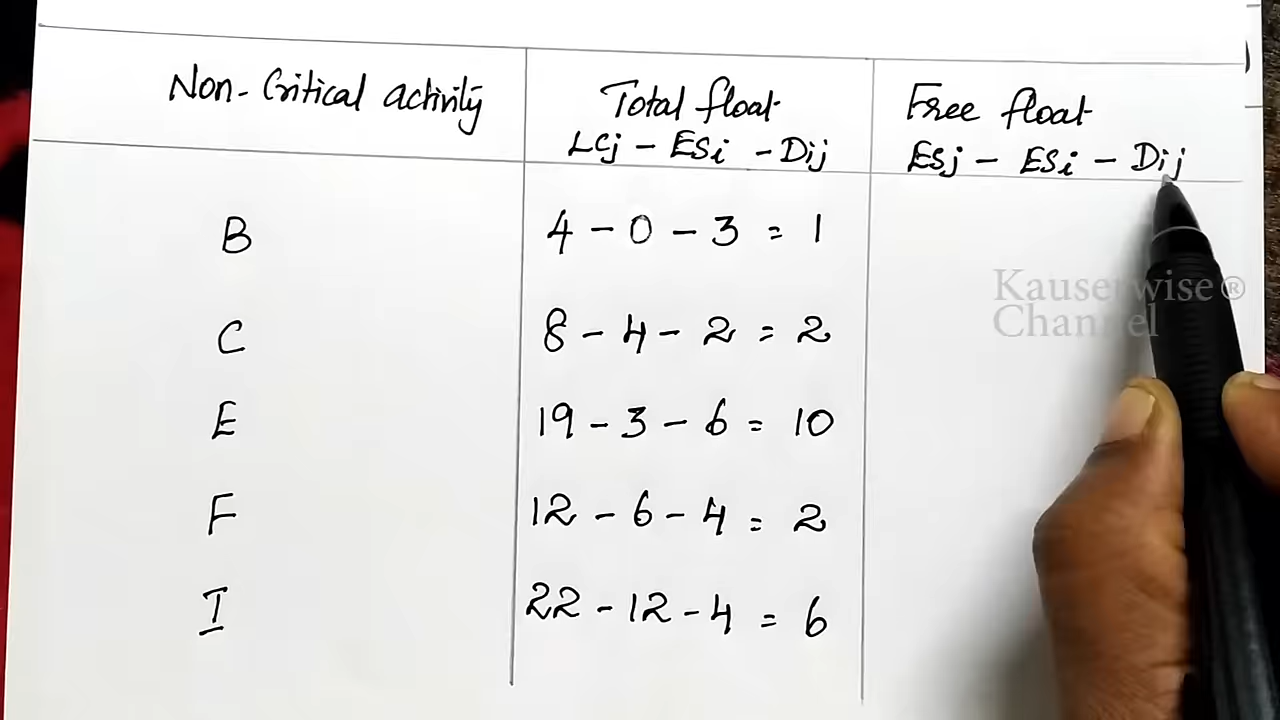 Non-Critical activity Total float Free float
LCj - ESi - Dij ESj - ESi - Dij
B 4 - 0 - 3 = 1
C 8 - 4 - 2 = 2
E 19 - 3 - 6 = 10
F 12 - 6 - 4 = 2
I 22 - 12 - 4 = 6
Kauserwise®
Channel